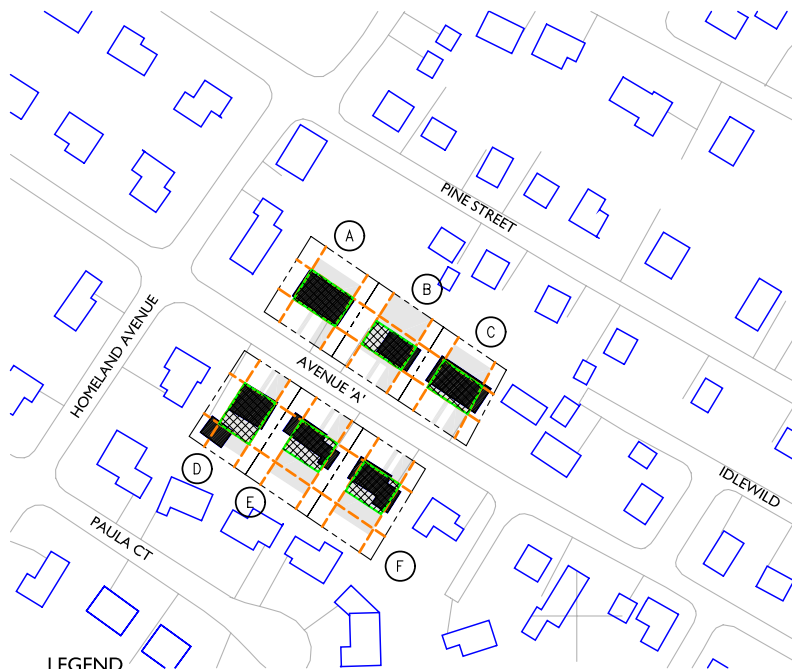 PINE STREET
A
B
C
HOMELAND AVENUE
AVENUE 'A'
D
E
F
IDLEWILD
PAULA CT
LEGEND